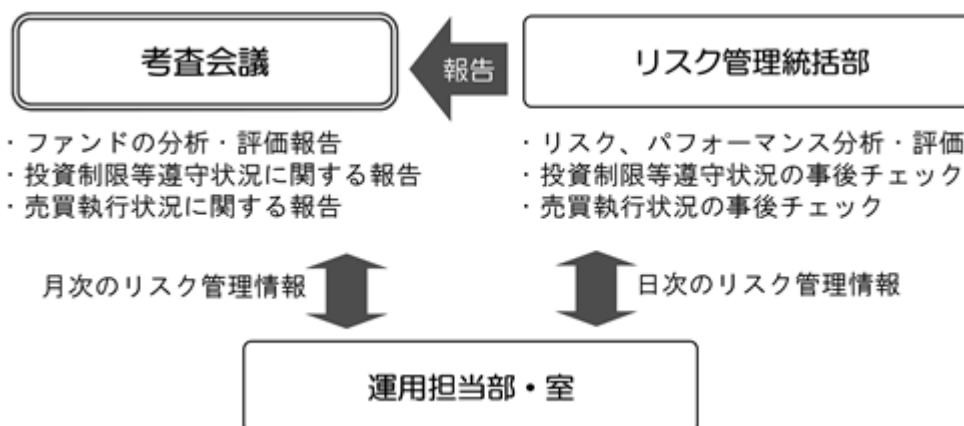 考査会議
報告
リスク管理統括部
・ファンドの分析・評価報告
・投資制限等遵守状況に関する報告
・売買執行状況に関する報告
・リスク、パフォーマンス分析・評価
・投資制限等遵守状況の事後チェック
・売買執行状況の事後チェック
月次のリスク管理情報
日次のリスク管理情報
運用担当部・室